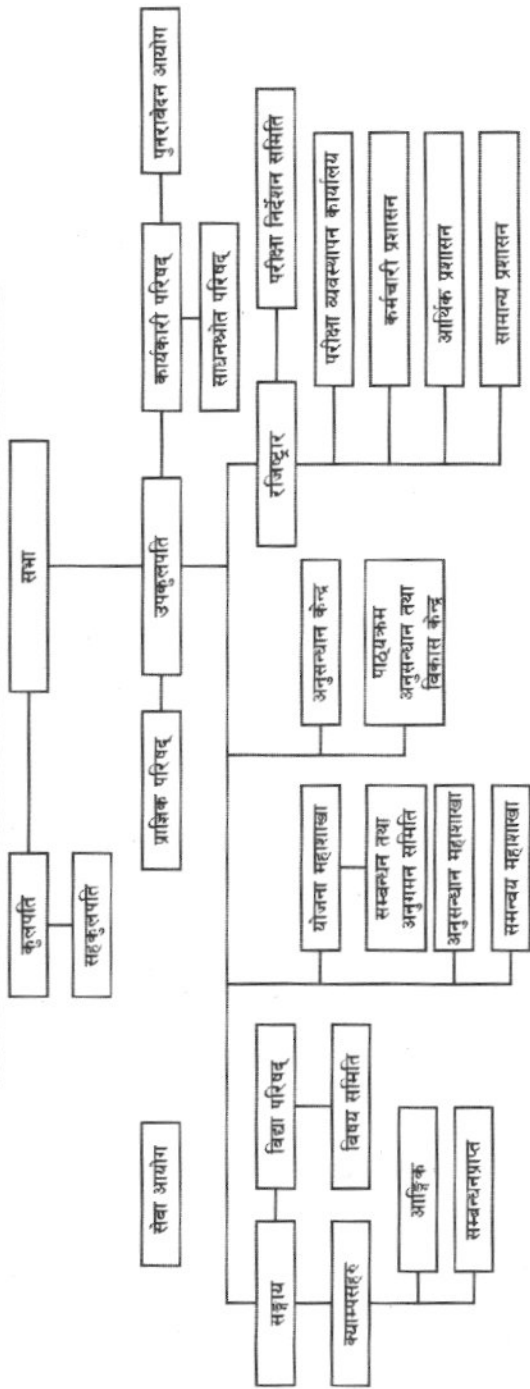 सभा
कुलपति
सहकुलपति
सेवा आयोग
प्राज्ञिक परिषद्
उपकुलपति
कार्यकारी परिषद्
पुनरावेदन आयोग
साधनश्रोत परिषद्
सङ्काय
विद्या परिषद्
विषय समिति
क्याम्पसहरु
आङ्गिक
सम्बन्धनप्राप्त
योजना महाशाखा
सम्बन्धन तथा
अनुगमन समिति
अनुसन्धान महाशाखा
समन्वय महाशाखा
अनुसन्धान केन्द्र
पाठ्यक्रम
अनुसन्धान तथा
विकास केन्द्र
रजिष्ट्रार
परीक्षा निर्देशन समिति
परीक्षा व्यवस्थापन कार्यालय
कर्मचारी प्रशासन
आर्थिक प्रशासन
सामान्य प्रशासन